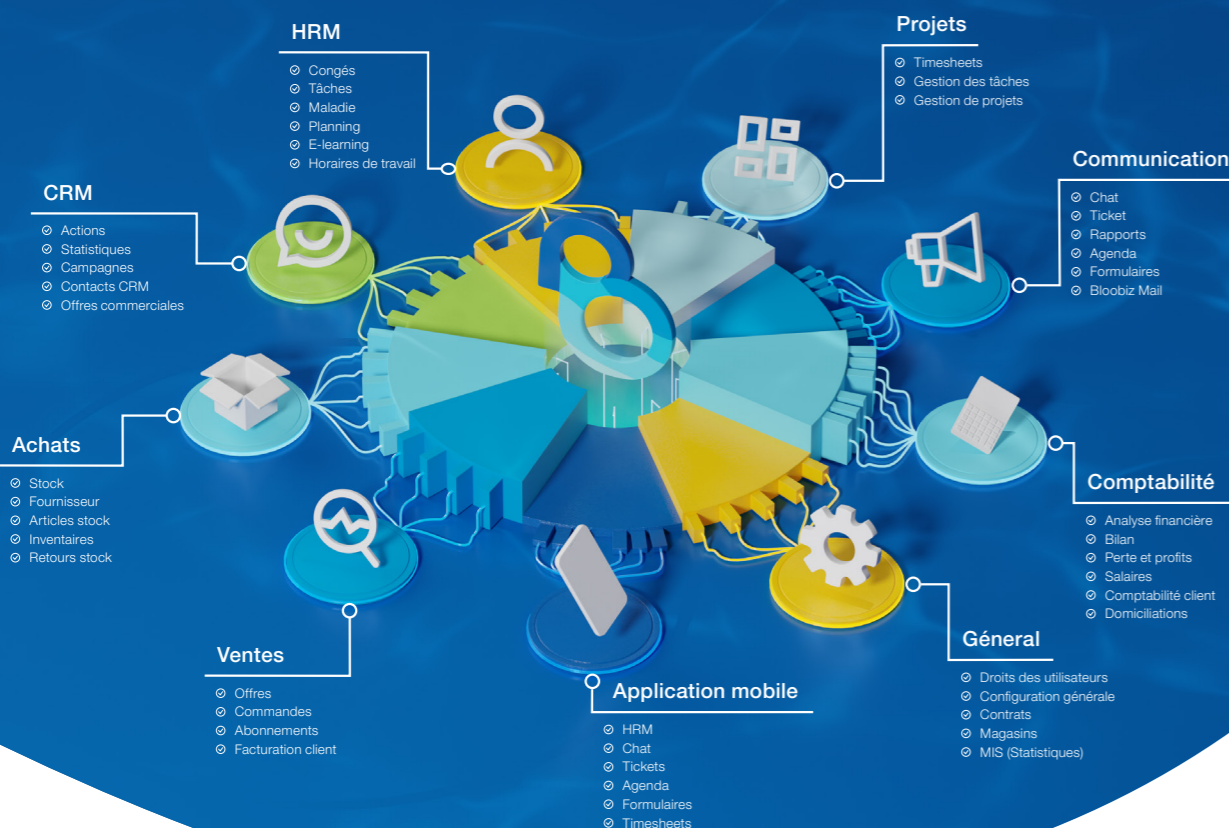 HRM
Congés
Tâches
Maladie
Planning
E-learning
Horaires de travail
Projets
Timesheets
Gestion des tâches
Gestion de projets
Communication
Chat
Ticket
Rapports
Agenda
Formulaires
Bloobiz Mail
CRM
Actions
Statistiques
Campagnes
Contacts CRM
Offres commerciales
Achats
Stock
Fournisseur
Articles stock
Inventaires
Retours stock
Comptabilité
Analyse financière
Bilan
Perte et profits
Salaires
Comptabilité client
Domiciliations
Ventes
Offres
Commandes
Abonnements
Facturation client
Application mobile
HRM
Chat
Tickets
Agenda
Formulaires
Timesheets
Géneral
Droits des utilisateurs
Configuration générale
Contrats
Magasins
MIS (Statistiques)